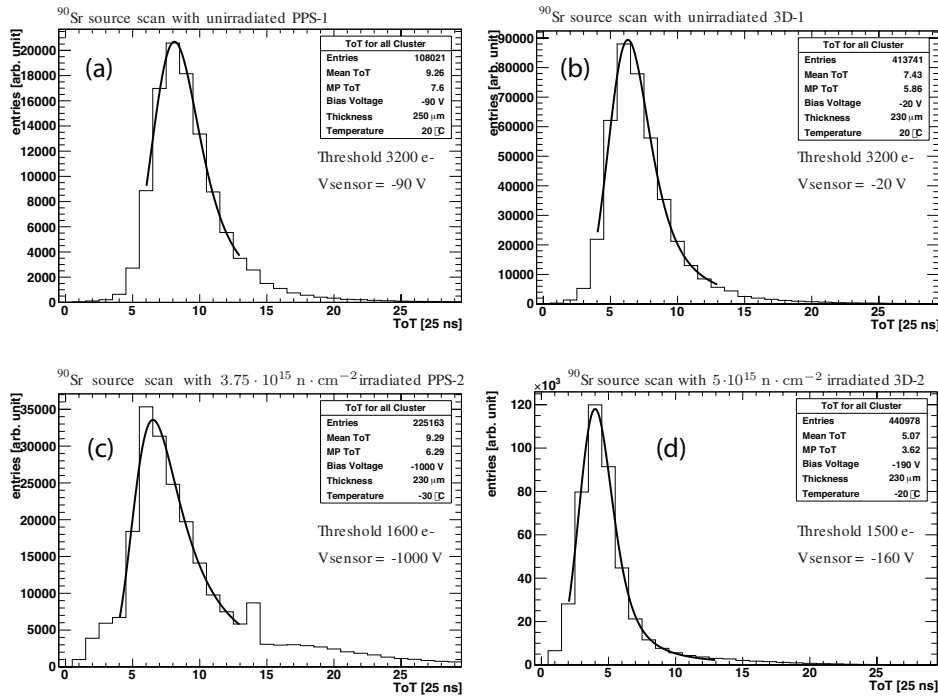 ⁹⁰Sr source scan with unirradiated PPS-1
entries [arb. unit]
20000
18000
16000
14000
12000
10000
8000
6000
4000
2000
0
(a)
ToT for all Cluster
Entries 108021
Mean ToT 9.26
MP ToT 7.6
Bias Voltage -90 V
Thickness 250 μm
Temperature 20 □C
Threshold 3200 e-
Vsensor = -90 V
0 5 10 15 20 25
ToT [25 ns]
⁹⁰Sr source scan with unirradiated 3D-1
entries [arb. unit]
90000
80000
70000
60000
50000
40000
30000
20000
10000
0
(b)
ToT for all Cluster
Entries 413741
Mean ToT 7.43
MP ToT 5.86
Bias Voltage -20 V
Thickness 230 μm
Temperature 20 □C
Threshold 3200 e-
Vsensor = -20 V
0 5 10 15 20 25
ToT [25 ns]
⁹⁰Sr source scan with 3.75 · 10¹⁵ n · cm⁻² irradiated PPS-2
entries [arb. unit]
35000
30000
25000
20000
15000
10000
5000
0
(c)
ToT for all Cluster
Entries 225163
Mean ToT 9.29
MP ToT 6.29
Bias Voltage -1000 V
Thickness 230 μm
Temperature -30 □C
Threshold 1600 e-
Vsensor = -1000 V
0 5 10 15 20 25
ToT [25 ns]
⁹⁰Sr source scan with 5·10¹⁵ n · cm⁻² irradiated 3D-2
×10³
entries [arb. unit]
120
100
80
60
40
20
0
(d)
ToT for all Cluster
Entries 440978
Mean ToT 5.07
MP ToT 3.62
Bias Voltage -190 V
Thickness 230 μm
Temperature -20 □C
Threshold 1500 e-
Vsensor = -160 V
0 5 10 15 20 25
ToT [25 ns]